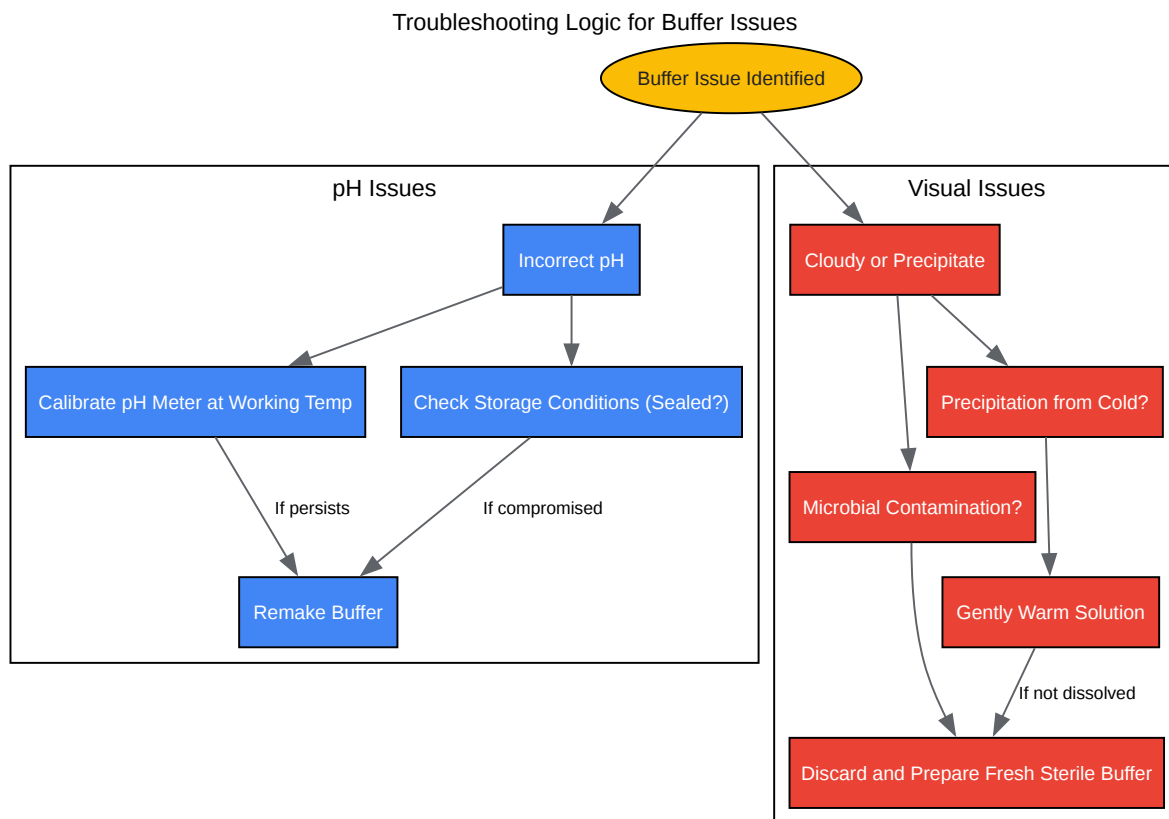 Troubleshooting Logic for Buffer Issues
Buffer Issue Identified
pH Issues
Visual Issues
Incorrect pH
Cloudy or Precipitate
Calibrate pH Meter at Working Temp
Check Storage Conditions (Sealed?)
Precipitation from Cold?
Microbial Contamination?
If persists
If compromised
Remake Buffer
Gently Warm Solution
If not dissolved
Discard and Prepare Fresh Sterile Buffer